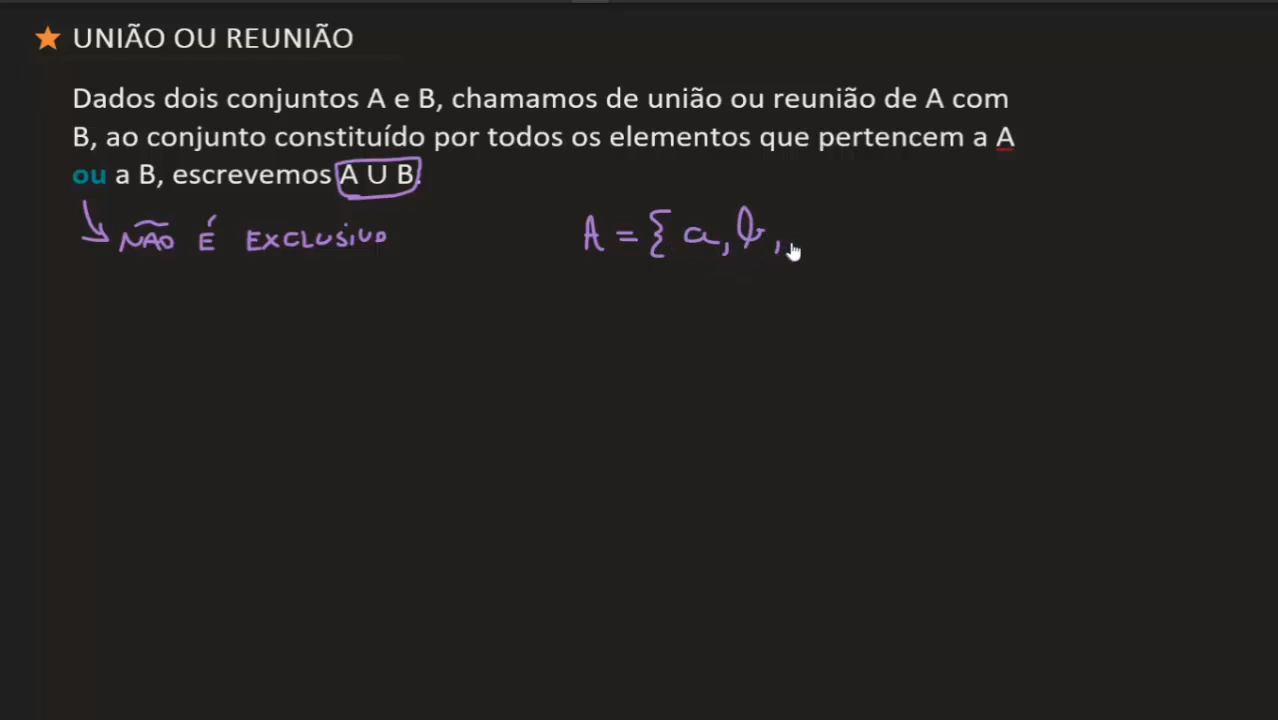 UNIÃO OU REUNIÃO
Dados dois conjuntos A e B, chamamos de união ou reunião de A com
B, ao conjunto constituído por todos os elementos que pertencem a A
ou a B, escrevemos A U B.
NÃO É EXCLUSIVO
A = { a, b,